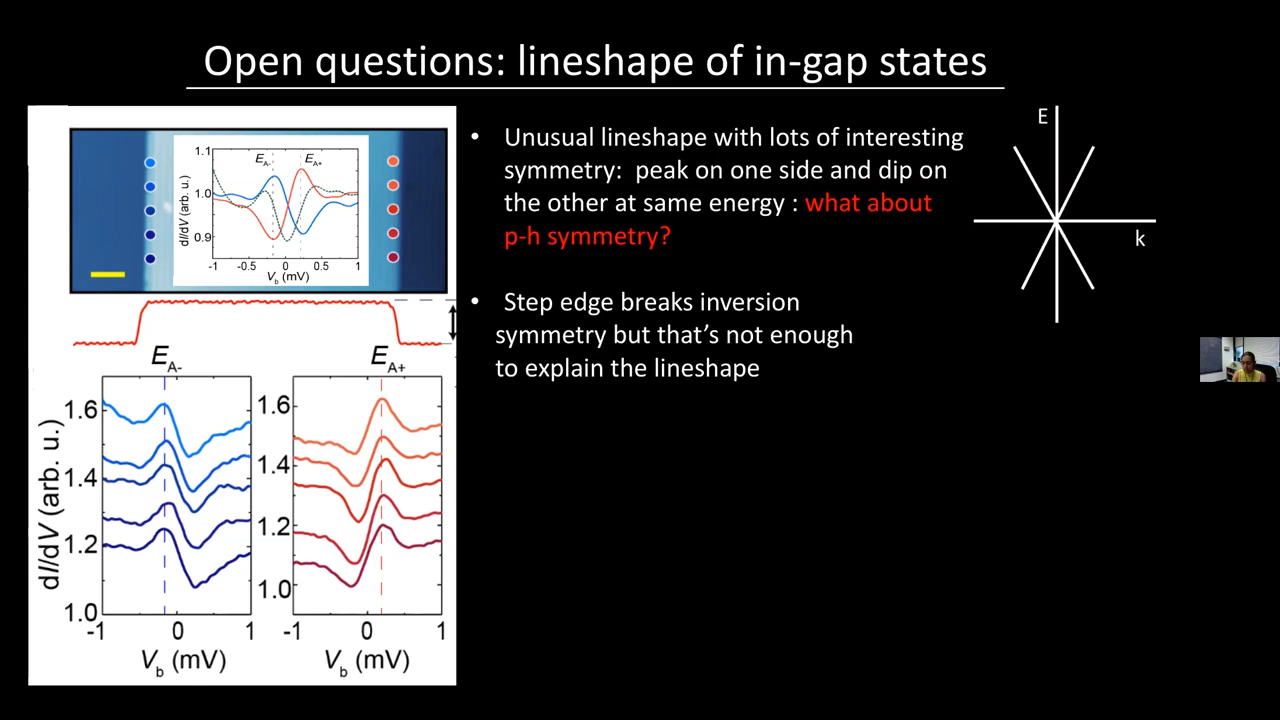 Open questions: lineshape of in-gap states
1.1
1.0
0.9
dI/dV (arb. u.)
E_A-
E_A+
-1
-0.5
0
0.5
1
V_b (mV)
E_A-
E_A+
dI/dV (arb. u.)
1.6
1.4
1.2
1.0
-1
0
1
V_b (mV)
1.6
1.4
1.2
1.0
-1
0
1
V_b (mV)
• Unusual lineshape with lots of interesting
symmetry: peak on one side and dip on
the other at same energy : what about
p-h symmetry?
• Step edge breaks inversion
symmetry but that's not enough
to explain the lineshape
E
k